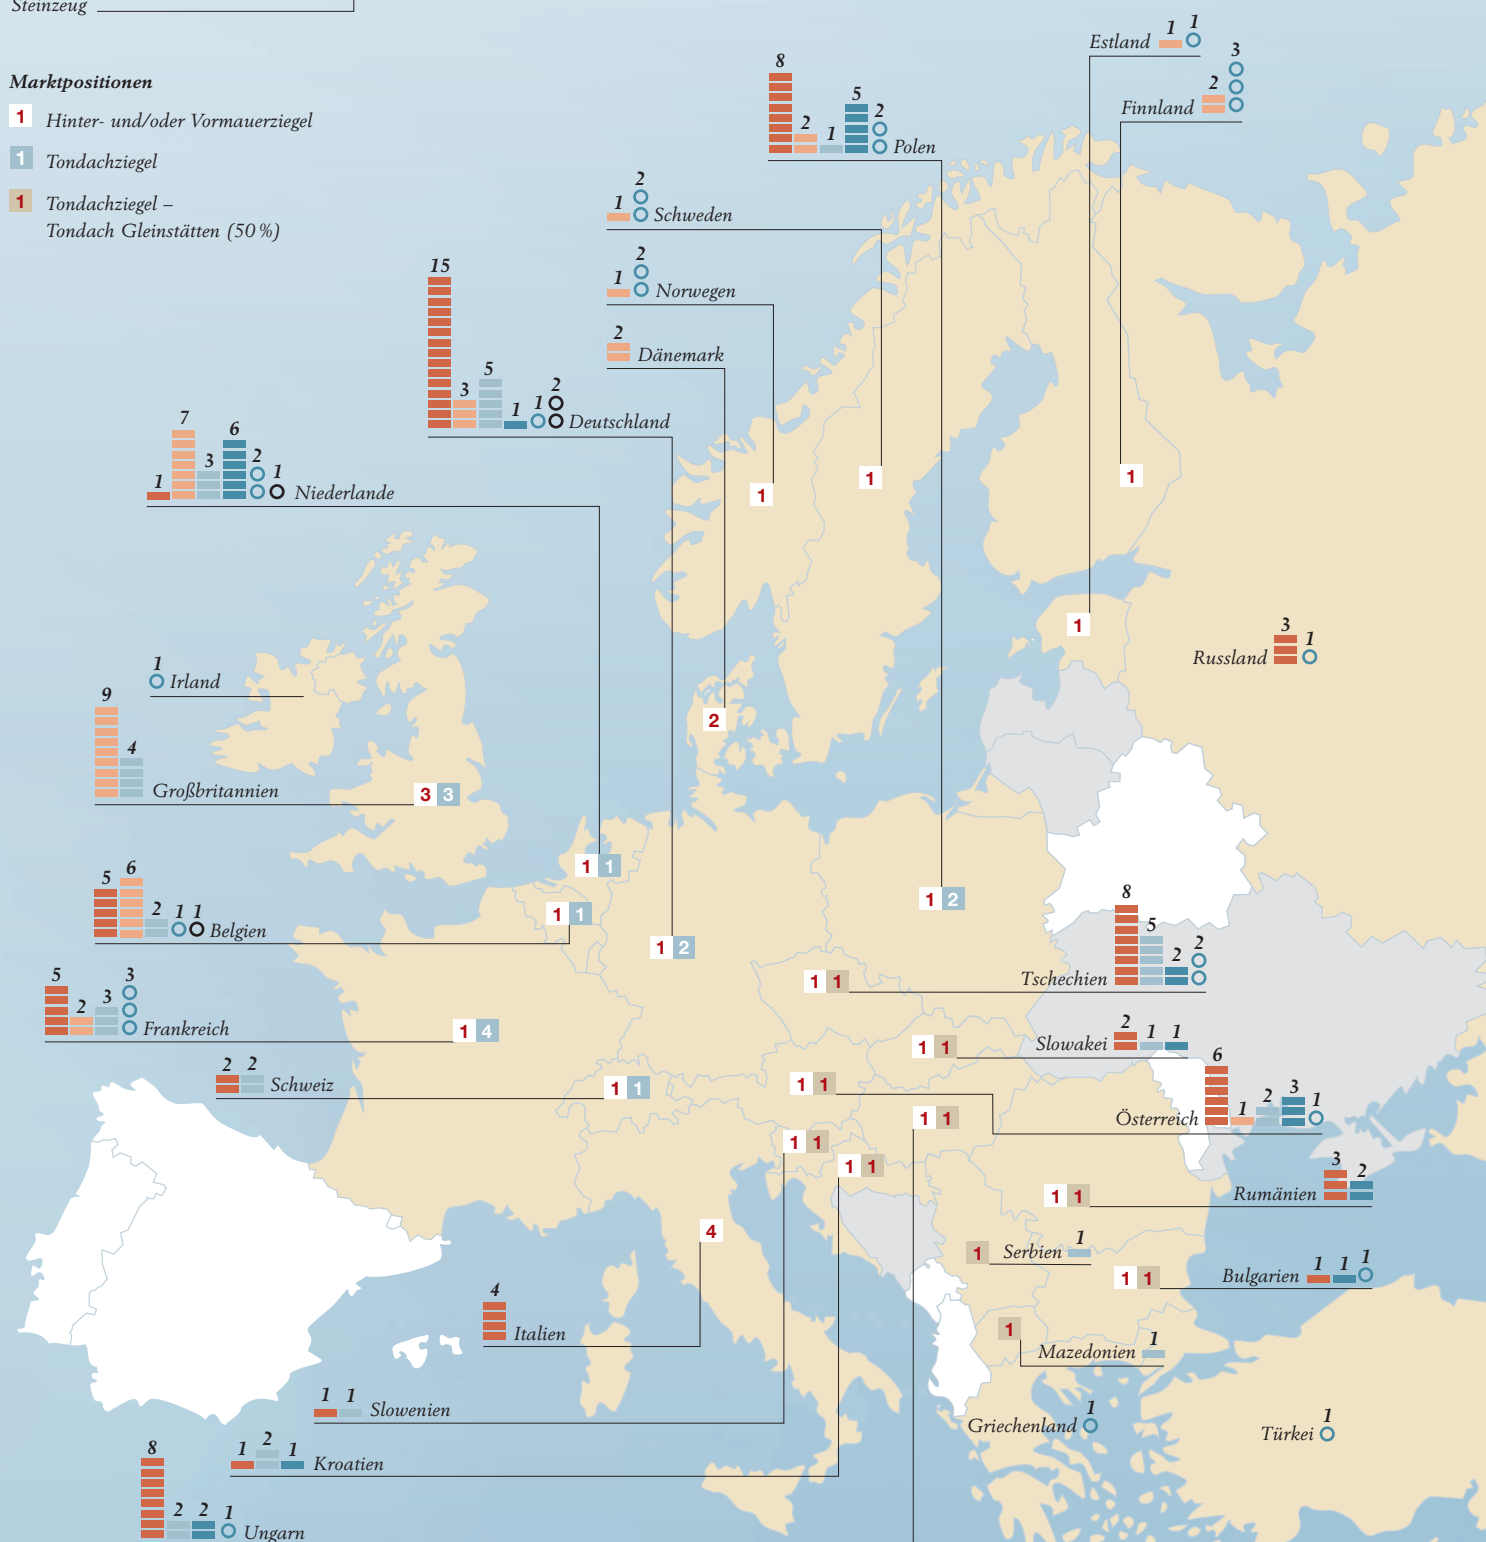 Steinzeug
Marktpositionen
1 Hinter- und/oder Vormauerziegel
1 Tondachziegel
1 Tondachziegel –
Tondach Gleinstätten (50 %)
1 1
Estland
3
2
Finnland
8
2
1
5
2
Polen
2
1
Schweden
2
1
Norwegen
2
Dänemark
15
3
5
1
1
2
Deutschland
1
7
3
6
2
1
Niederlande
1
1
1
1
2
3
1
Russland
1
Irland
9
4
Großbritannien
3 3
1 1
1 2
5
6
2
1
1
Belgien
1 1
1 2
8
5
2
2
Tschechien
1 1
5
2
3
3
Frankreich
1 4
2
1
1
Slowakei
1 1
2 2
Schweiz
1 1
1 1
6
1
2
3
1
Österreich
1 1
1 1
1 1
3
2
Rumänien
1 1
4
1
Serbien
1
1
1
1
Bulgarien
1 1
4
Italien
1
Mazedonien
1
1 1
Slowenien
1
Griechenland
1
Türkei
1
2
1
Kroatien
8
2
2
1
Ungarn